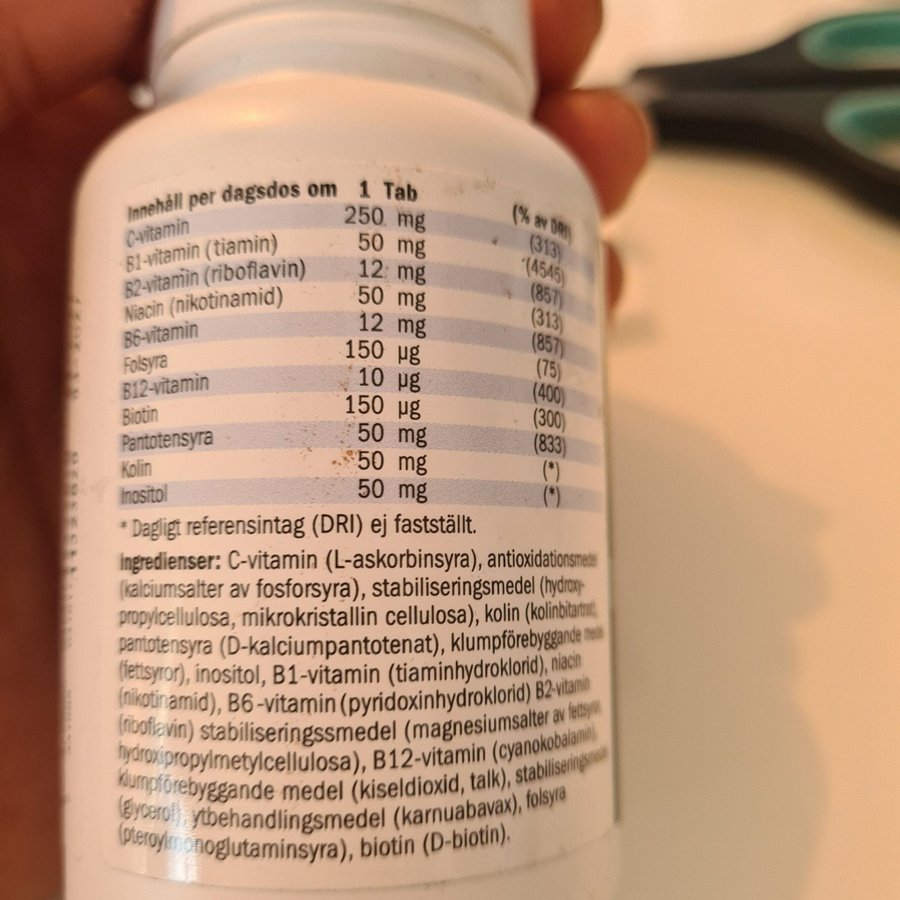 Innehåll per dagsdos om 1 Tab (% av DRI)
C-vitamin 250 mg (313)
B1-vitamin (tiamin) 50 mg (4545)
B2-vitamin (riboflavin) 12 mg (857)
Niacin (nikotinamid) 50 mg (313)
B6-vitamin 12 mg (857)
Folsyra 150 µg (75)
B12-vitamin 10 µg (400)
Biotin 150 µg (300)
Pantotensyra 50 mg (833)
Kolin 50 mg (*)
Inositol 50 mg (*)
* Dagligt referensintag (DRI) ej fastställt.
Ingredienser: C-vitamin (L-askorbinsyra), antioxidationsmedel
(kalciumsalter av fosforsyra), stabiliseringsmedel (hydroxy-
propylcellulosa, mikrokristallin cellulosa), kolin (kolinbitartrat),
pantotensyra (D-kalciumpantotenat), klumpförebyggande medel
(fettsyror), inositol, B1-vitamin (tiaminhydroklorid), niacin
(nikotinamid), B6-vitamin (pyridoxinhydroklorid) B2-vitamin
(riboflavin) stabiliseringssmedel (magnesiumsalter av fettsyror,
hydroxipropylmetylcellulosa), B12-vitamin (cyanokobalamin),
klumpförebyggande medel (kiseldioxid, talk), stabiliseringsmedel
(glycerol), ytbehandlingsmedel (karnuabavax), folsyra
(pteroylmonoglutaminsyra), biotin (D-biotin).